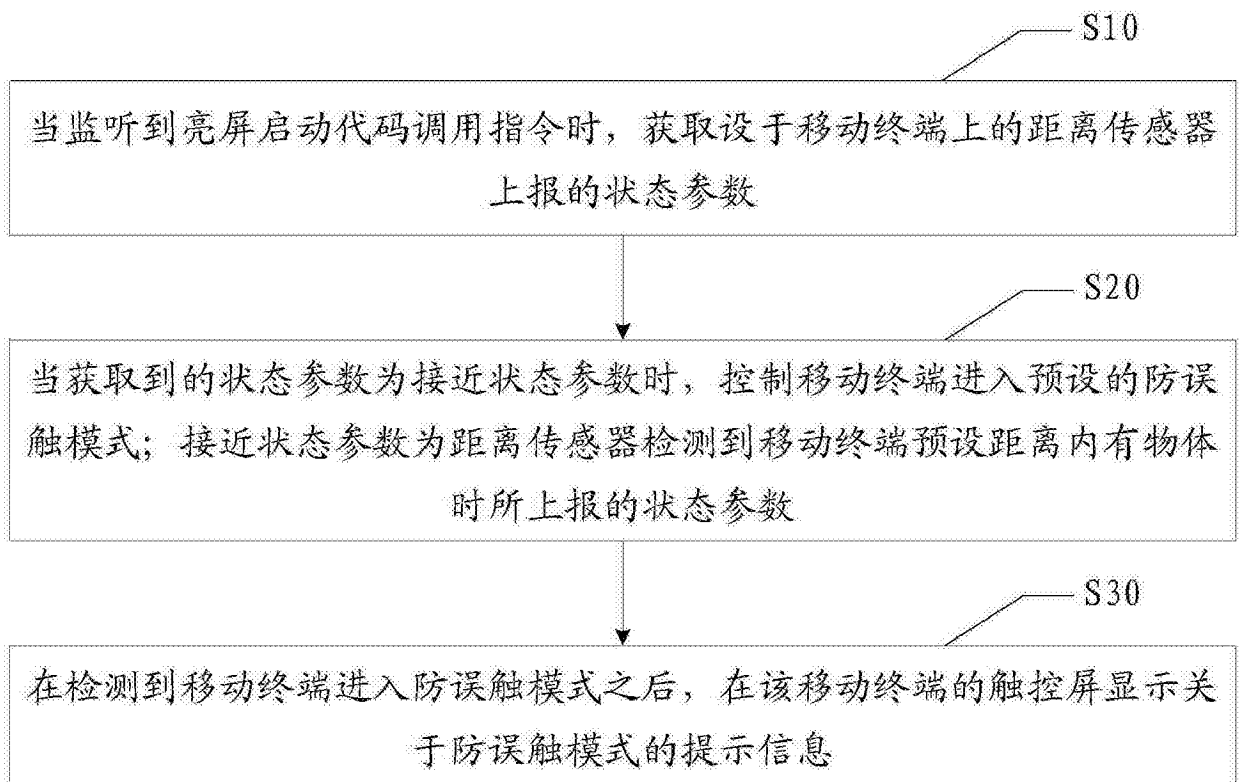 S10
当监听到亮屏启动代码调用指令时，获取设于移动终端上的距离传感器
上报的状态参数
S20
当获取到的状态参数为接近状态参数时，控制移动终端进入预设的防误
触模式；接近状态参数为距离传感器检测到移动终端预设距离内有物体
时所上报的状态参数
S30
在检测到移动终端进入防误触模式之后，在该移动终端的触控屏显示关
于防误触模式的提示信息